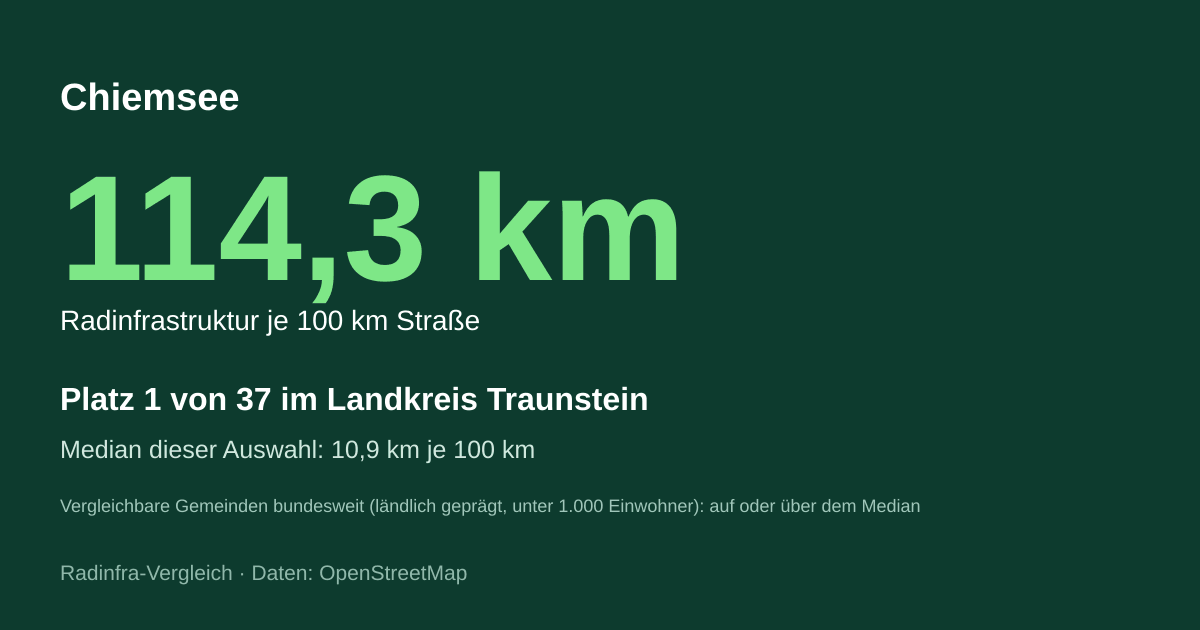 Chiemsee
114,3 km
Radinfrastruktur je 100 km Straße
Platz 1 von 37 im Landkreis Traunstein
Median dieser Auswahl: 10,9 km je 100 km
Vergleichbare Gemeinden bundesweit (ländlich geprägt, unter 1.000 Einwohner): auf oder über dem Median
Radinfra-Vergleich · Daten: OpenStreetMap